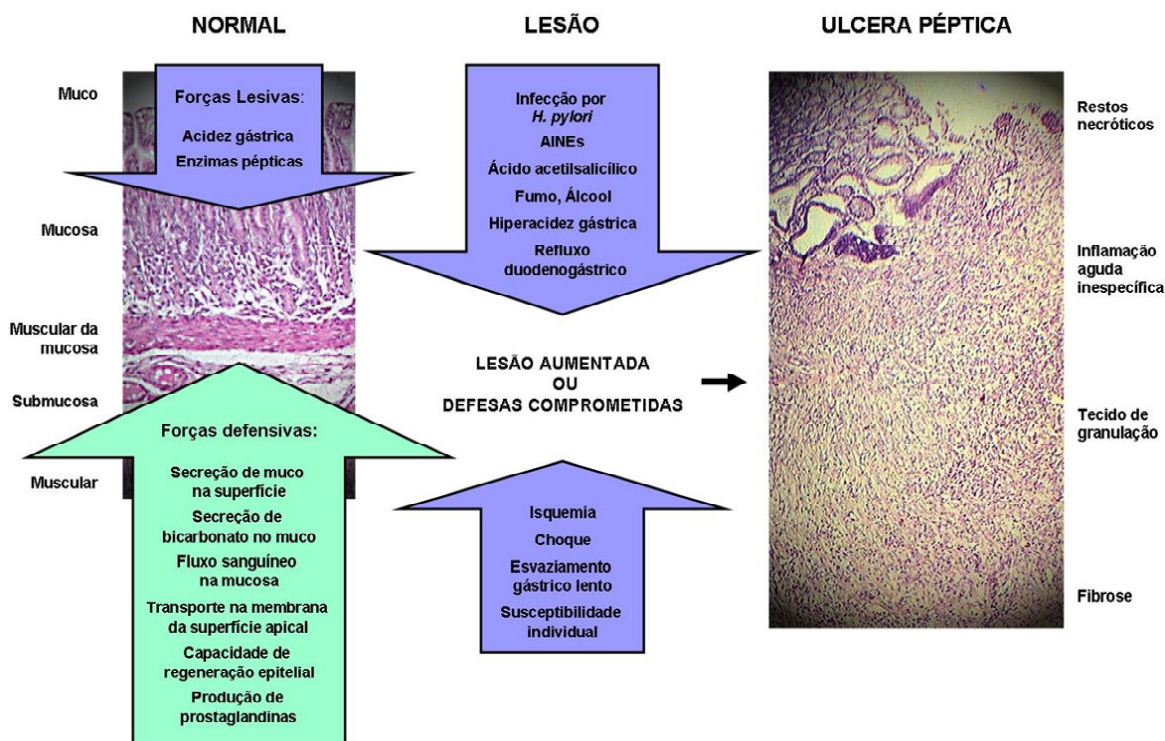 NORMAL
Muco
Mucosa
Muscular da
mucosa
Submucosa
Muscular
Forças Lesivas:
Acidez gástrica
Enzimas pépticas
Forças defensivas:
Secreção de muco
na superfície
Secreção de
bicarbonato no muco
Fluxo sanguíneo
na mucosa
Transporte na membrana
da superfície apical
Capacidade de
regeneração epitelial
Produção de
prostaglandinas
LESÃO
Infecção por
H. pylori
AINEs
Ácido acetilsalicílico
Fumo, Álcool
Hiperacidez gástrica
Refluxo
duodenogástrico
LESÃO AUMENTADA
OU
DEFESAS COMPROMETIDAS
Isquemia
Choque
Esvaziamento
gástrico lento
Susceptibilidade
individual
ULCERA PÉPTICA
Restos
necróticos
Inflamação
aguda
inespecífica
Tecido de
granulação
Fibrose